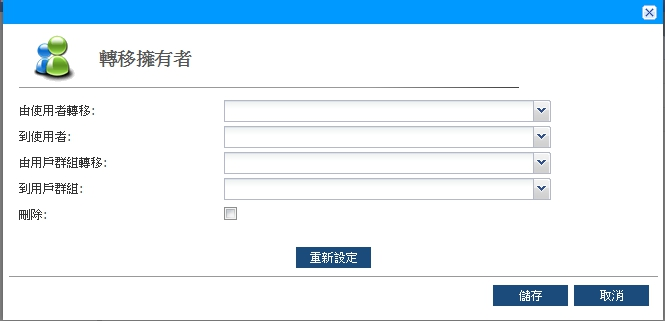 轉移擁有者
由使用者轉移:
到使用者:
由用戶群組轉移:
到用戶群組:
刪除:
重新設定
儲存
取消